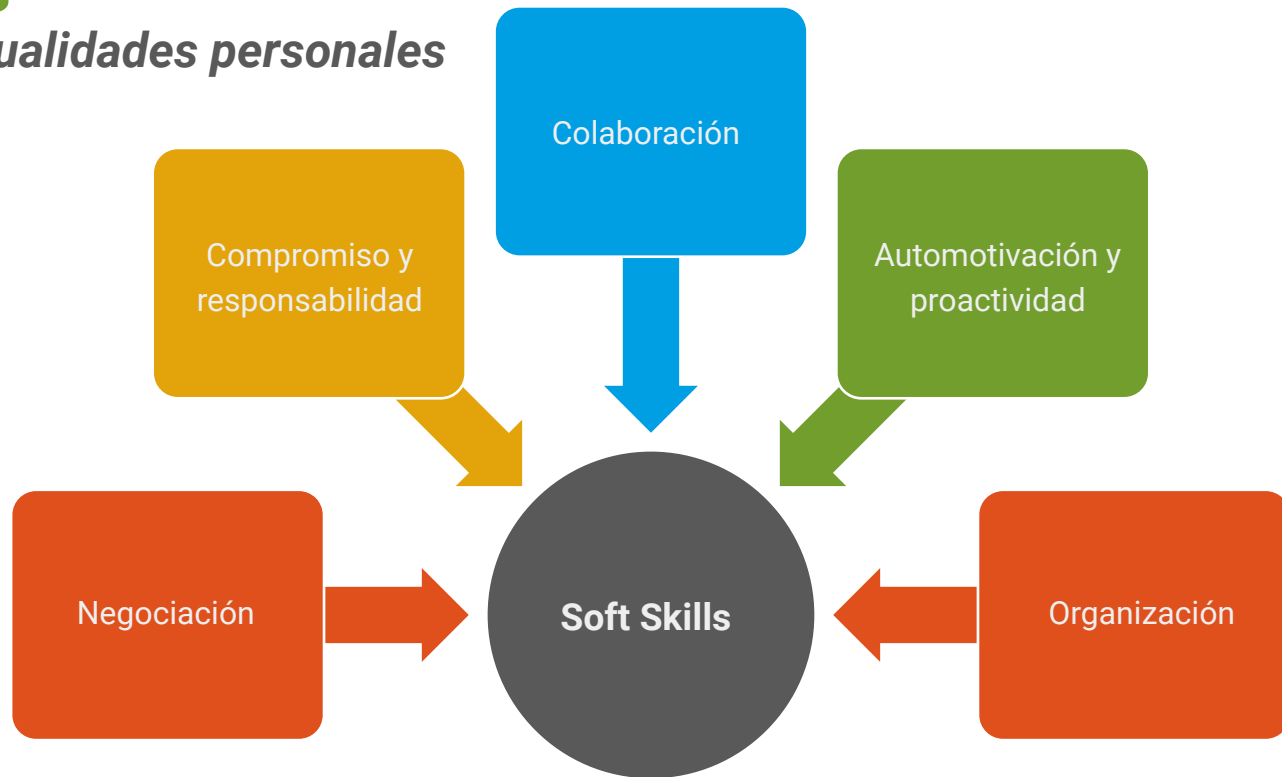 ualidades personales
Colaboración
Compromiso y
responsabilidad
Automotivación y
proactividad
Negociación
Soft Skills
Organización